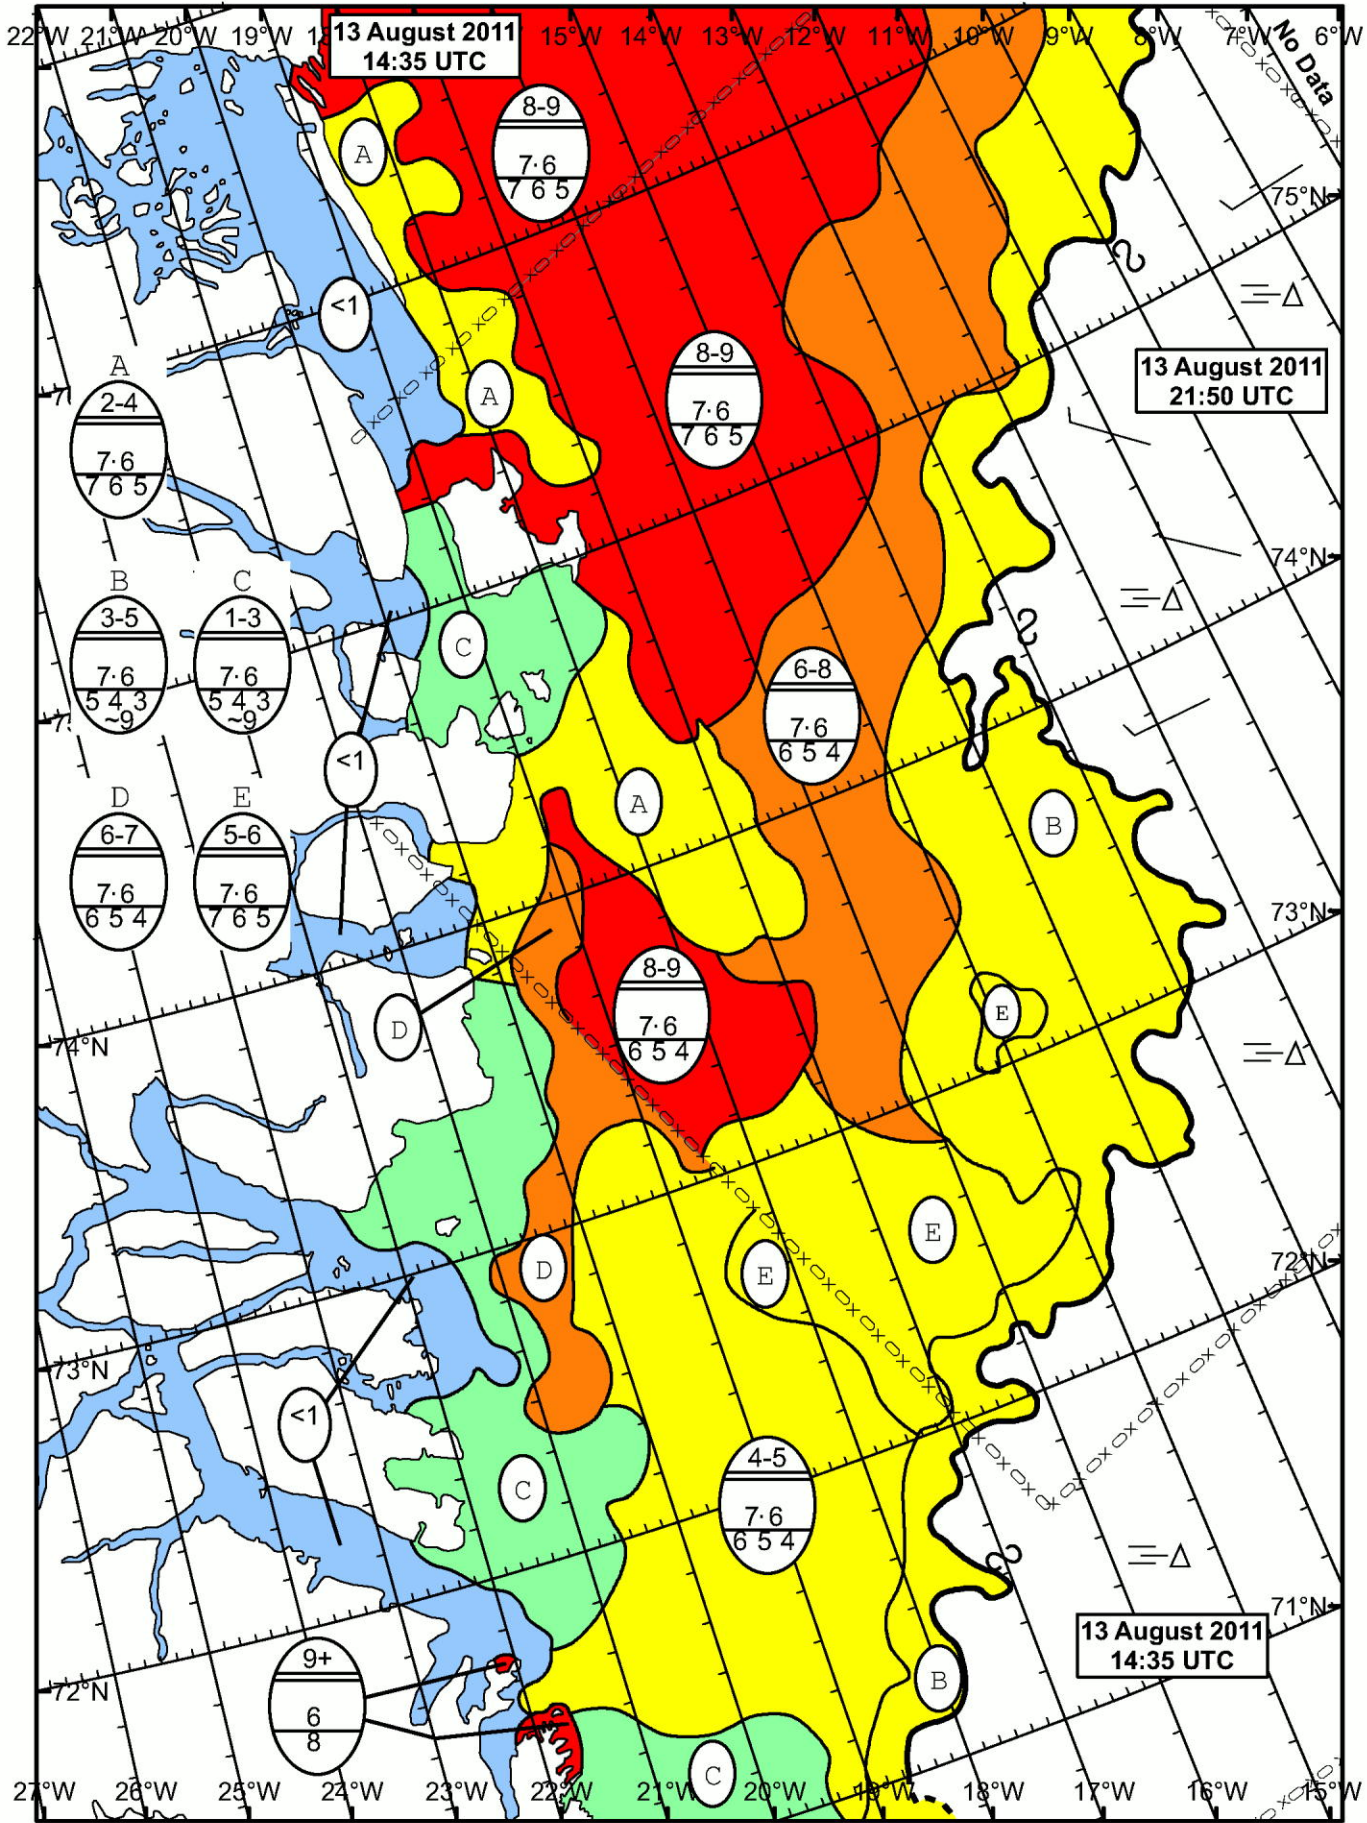 22°W 21°W 20°W 19°W 15°W 14°W 13°W 12°W 11°W 10°W 9°W 8°W 7°W 6°W
13 August 2011
14:35 UTC
No Data
8-9
7·6
7 6 5
A
75°N
<1
8-9
7·6
7 6 5
13 August 2011
21:50 UTC
A
A
2-4
7·6
7 6 5
74°N
B
3-5
7·6
5 4 3
~9
C
1-3
7·6
5 4 3
~9
C
6-8
7·6
6 5 4
<1
A
B
D
6-7
7·6
6 5 4
E
5-6
7·6
7 6 5
73°N
8-9
7·6
6 5 4
E
D
74°N
E
D
E
72°N
73°N
<1
4-5
7·6
6 5 4
C
71°N
13 August 2011
14:35 UTC
9+
6
8
B
72°N
C
27°W 26°W 25°W 24°W 23°W 22°W 21°W 20°W 19°W 18°W 17°W 16°W 15°W